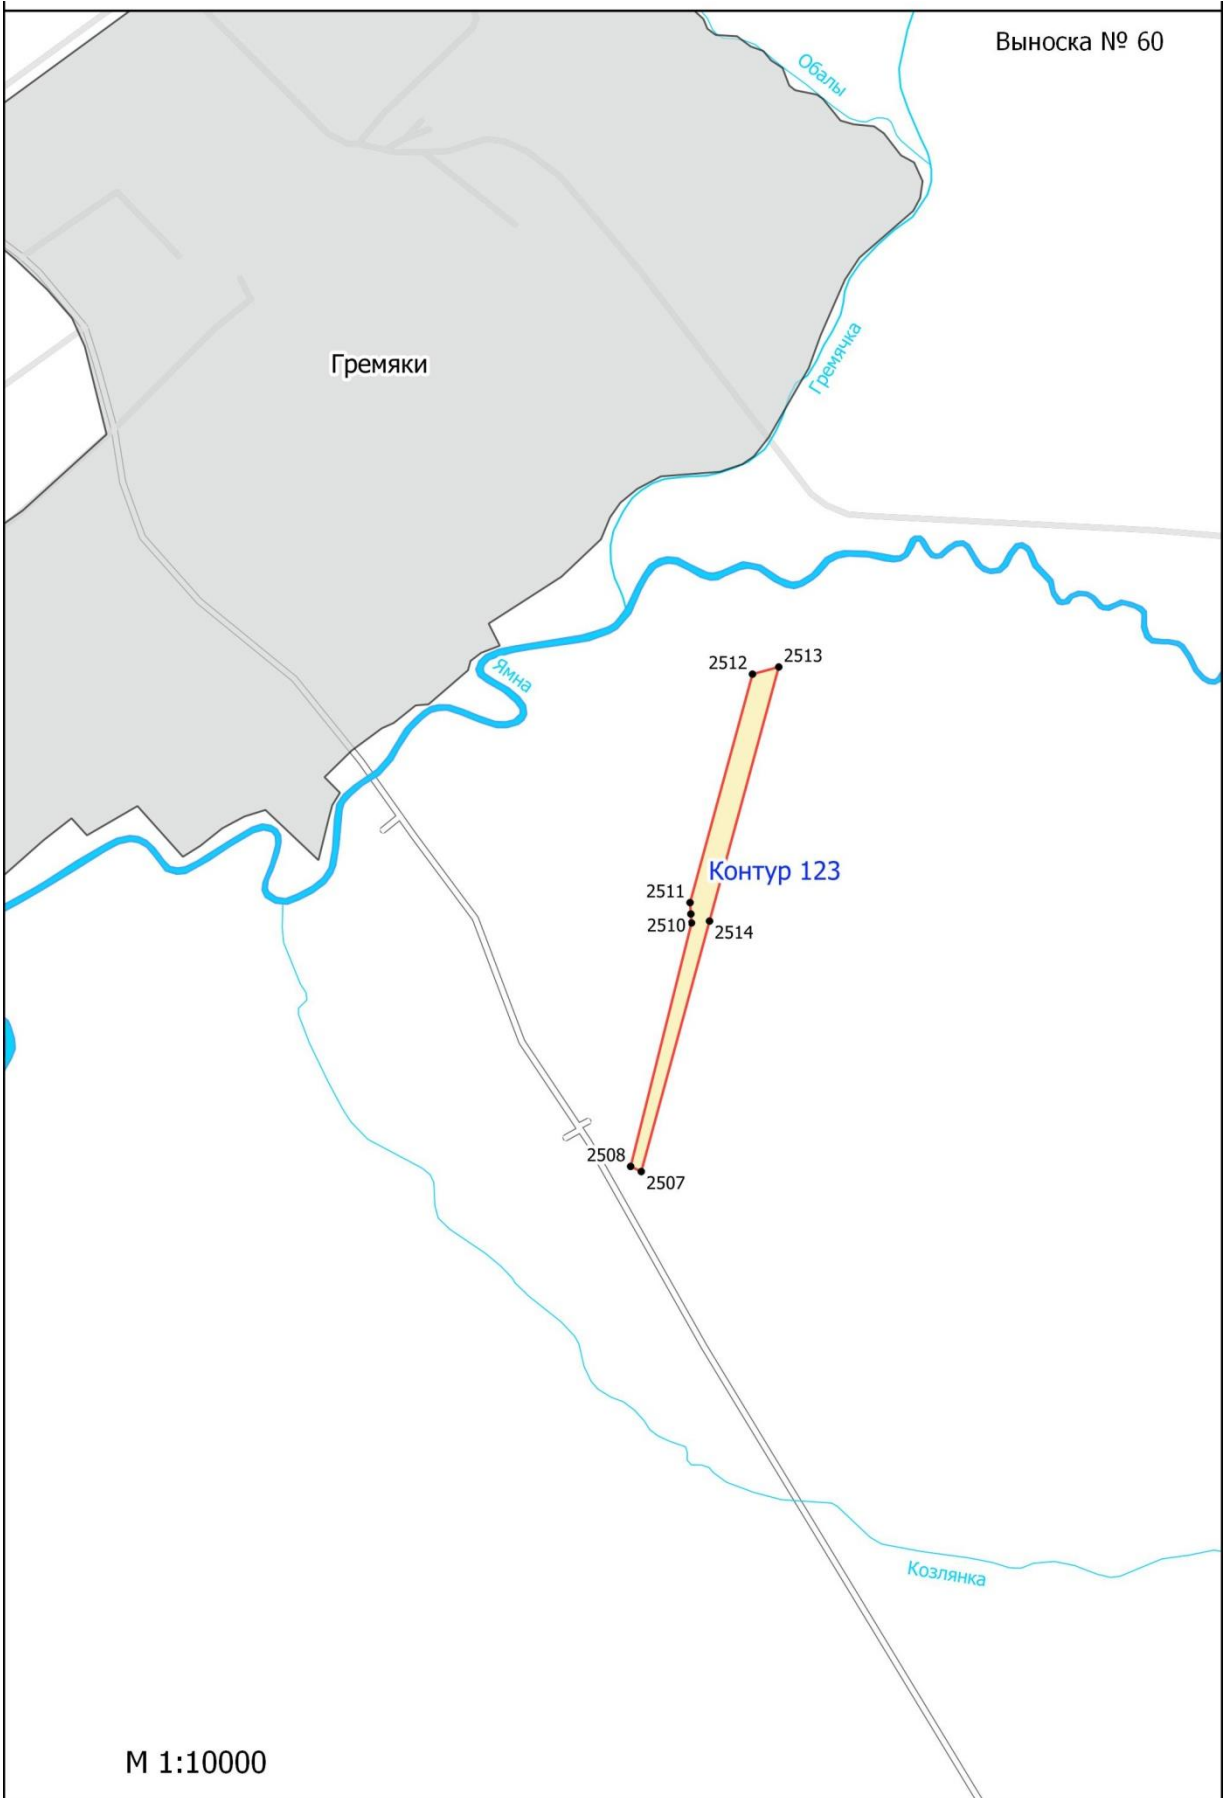 Выноска № 60
Обалы
Гремячка
Гремяки
Ямна
2512
2513
Контур 123
2511
2510
2514
2508
2507
Козлянка
М 1:10000